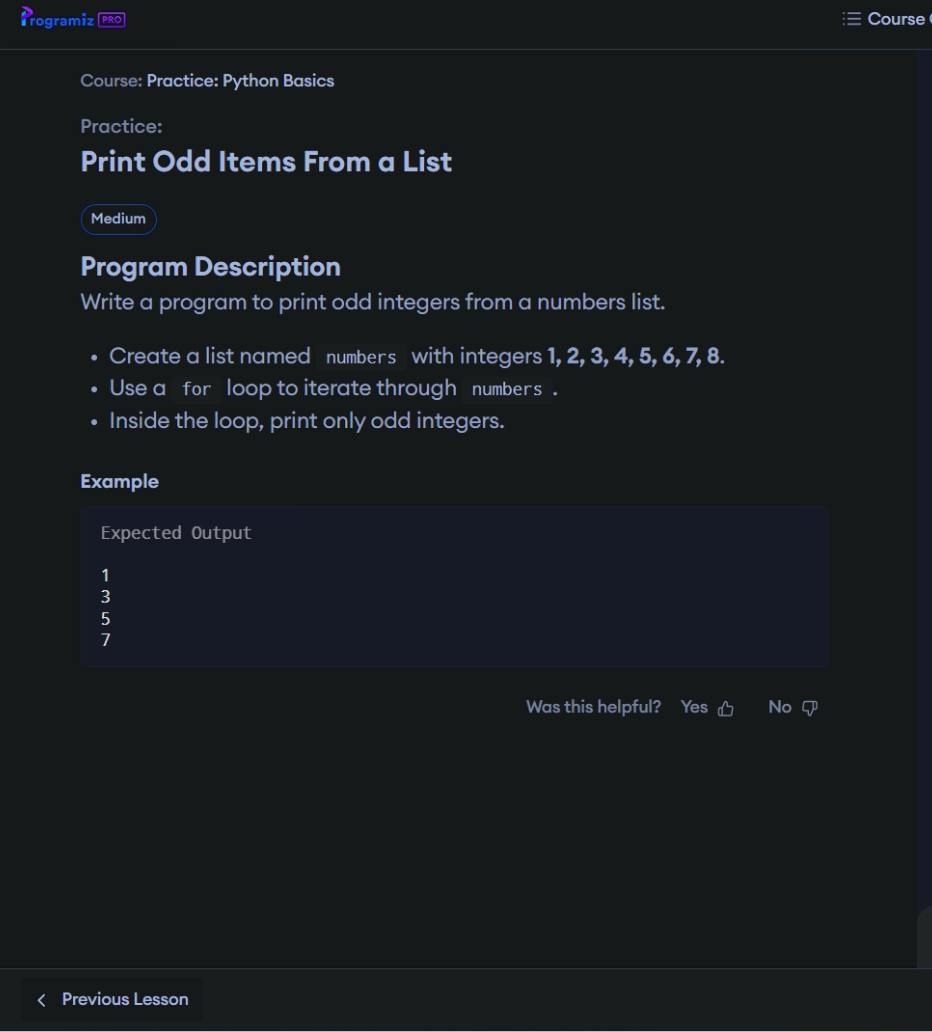 Programiz PRO
Course
Course: Practice: Python Basics
Practice:
Print Odd Items From a List
Medium
Program Description
Write a program to print odd integers from a numbers list.
• Create a list named numbers with integers 1, 2, 3, 4, 5, 6, 7, 8.
• Use a for loop to iterate through numbers .
• Inside the loop, print only odd integers.
Example
Expected Output
1
3
5
7
Was this helpful? Yes No
Previous Lesson